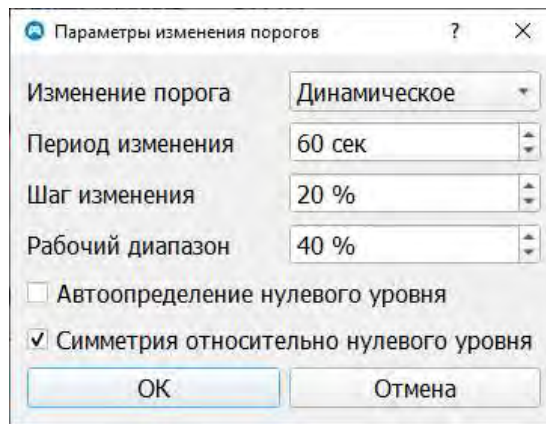 Параметры изменения порогов ?
Изменение порога Динамическое
Период изменения 60 сек
Шаг изменения 20 %
Рабочий диапазон 40 %
Автоопределение нулевого уровня
Симметрия относительно нулевого уровня
ОК Отмена